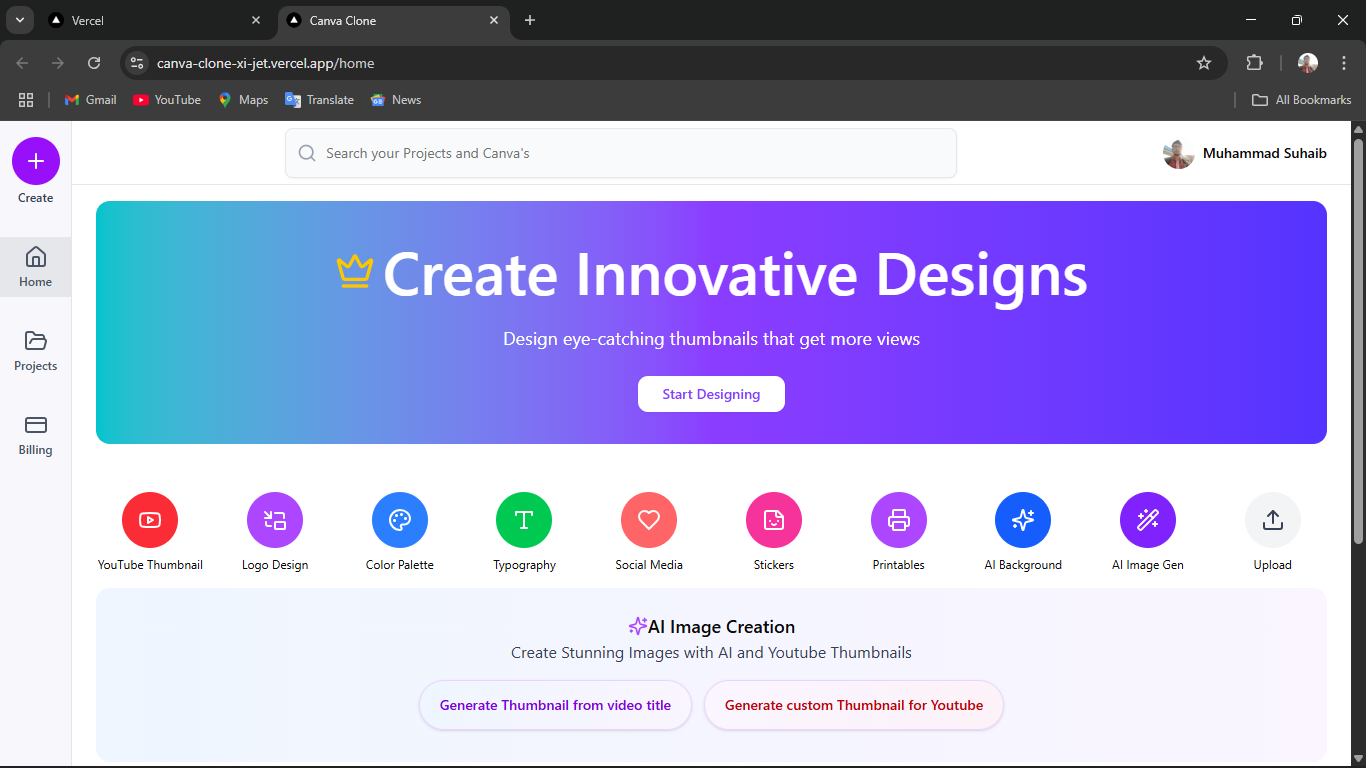 Vercel
Canva Clone
canva-clone-xi-jet.vercel.app/home
Gmail
YouTube
Maps
Translate
News
All Bookmarks
Create
Search your Projects and Canva's
Muhammad Suhaib
Home
Projects
Billing
Create Innovative Designs
Design eye-catching thumbnails that get more views
Start Designing
YouTube Thumbnail
Logo Design
Color Palette
Typography
Social Media
Stickers
Printables
AI Background
AI Image Gen
Upload
AI Image Creation
Create Stunning Images with AI and Youtube Thumbnails
Generate Thumbnail from video title
Generate custom Thumbnail for Youtube